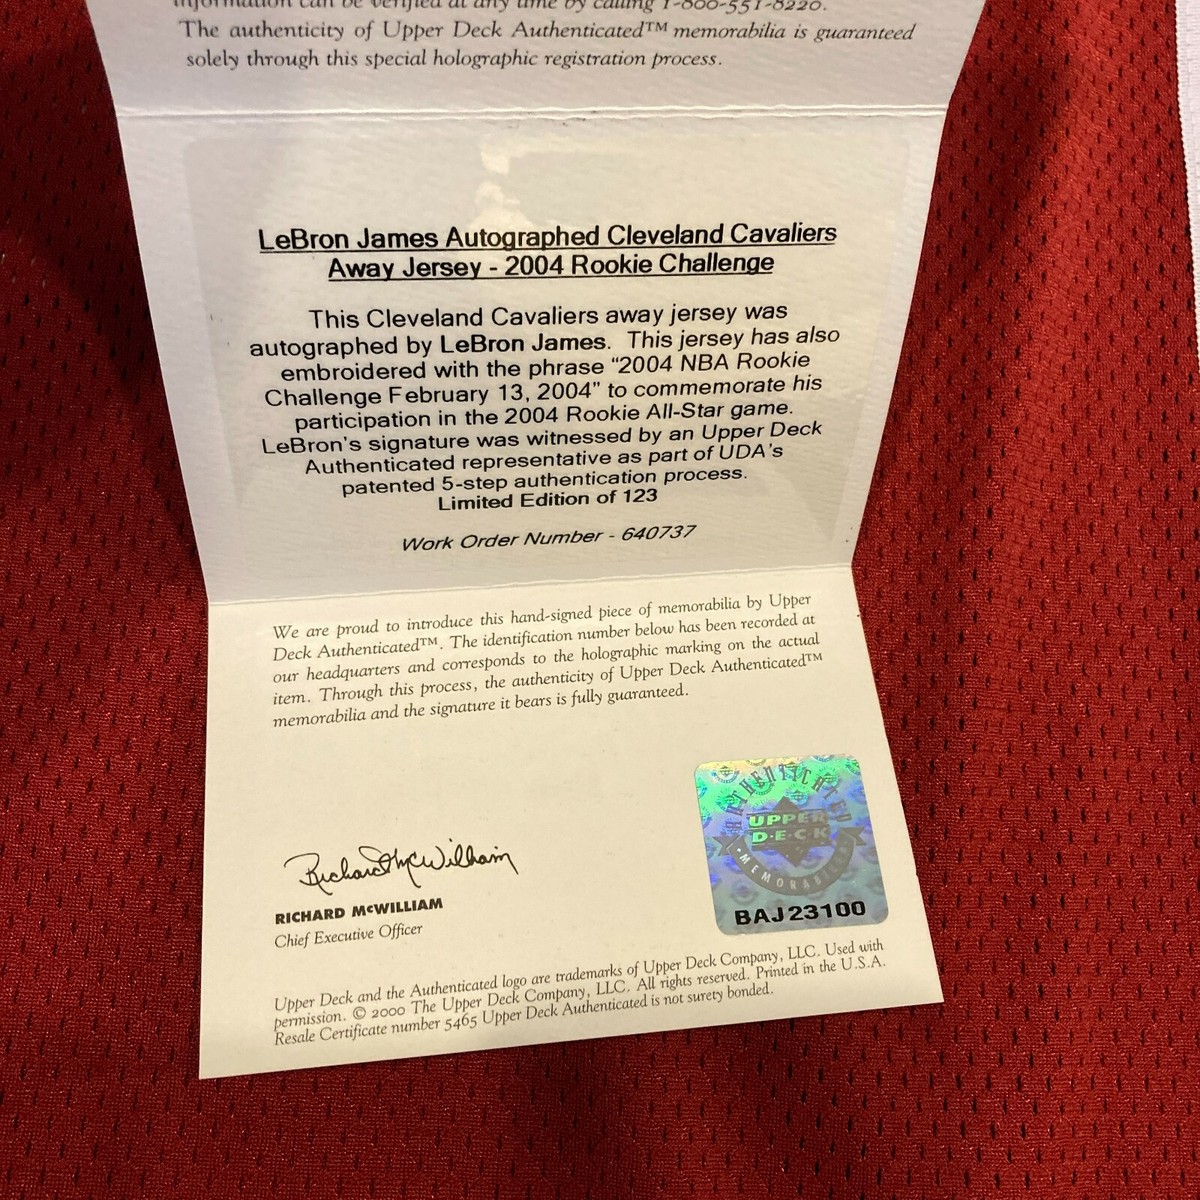 information can be verified at any time by calling 1-800-551-8220.
The authenticity of Upper Deck Authenticated™ memorabilia is guaranteed
solely through this special holographic registration process.
LeBron James Autographed Cleveland Cavaliers
Away Jersey - 2004 Rookie Challenge
This Cleveland Cavaliers away jersey was
autographed by LeBron James. This jersey has also
embroidered with the phrase "2004 NBA Rookie
Challenge February 13, 2004" to commemorate his
participation in the 2004 Rookie All-Star game.
LeBron's signature was witnessed by an Upper Deck
Authenticated representative as part of UDA's
patented 5-step authentication process.
Limited Edition of 123
Work Order Number - 640737
We are proud to introduce this hand-signed piece of memorabilia by Upper
Deck Authenticated™. The identification number below has been recorded at
our headquarters and corresponds to the holographic marking on the actual
item. Through this process, the authenticity of Upper Deck Authenticated™
memorabilia and the signature it bears is fully guaranteed.
AUTHENTICATED
UPPER
D·E·C·K
·MEMORABILIA·
BAJ23100
Richard McWilliam
RICHARD McWILLIAM
Chief Executive Officer
Upper Deck and the Authenticated logo are trademarks of Upper Deck Company, LLC. Used with
permission. © 2000 The Upper Deck Company, LLC. All rights reserved. Printed in the U.S.A.
Resale Certificate number 5465 Upper Deck Authenticated is not surety bonded.